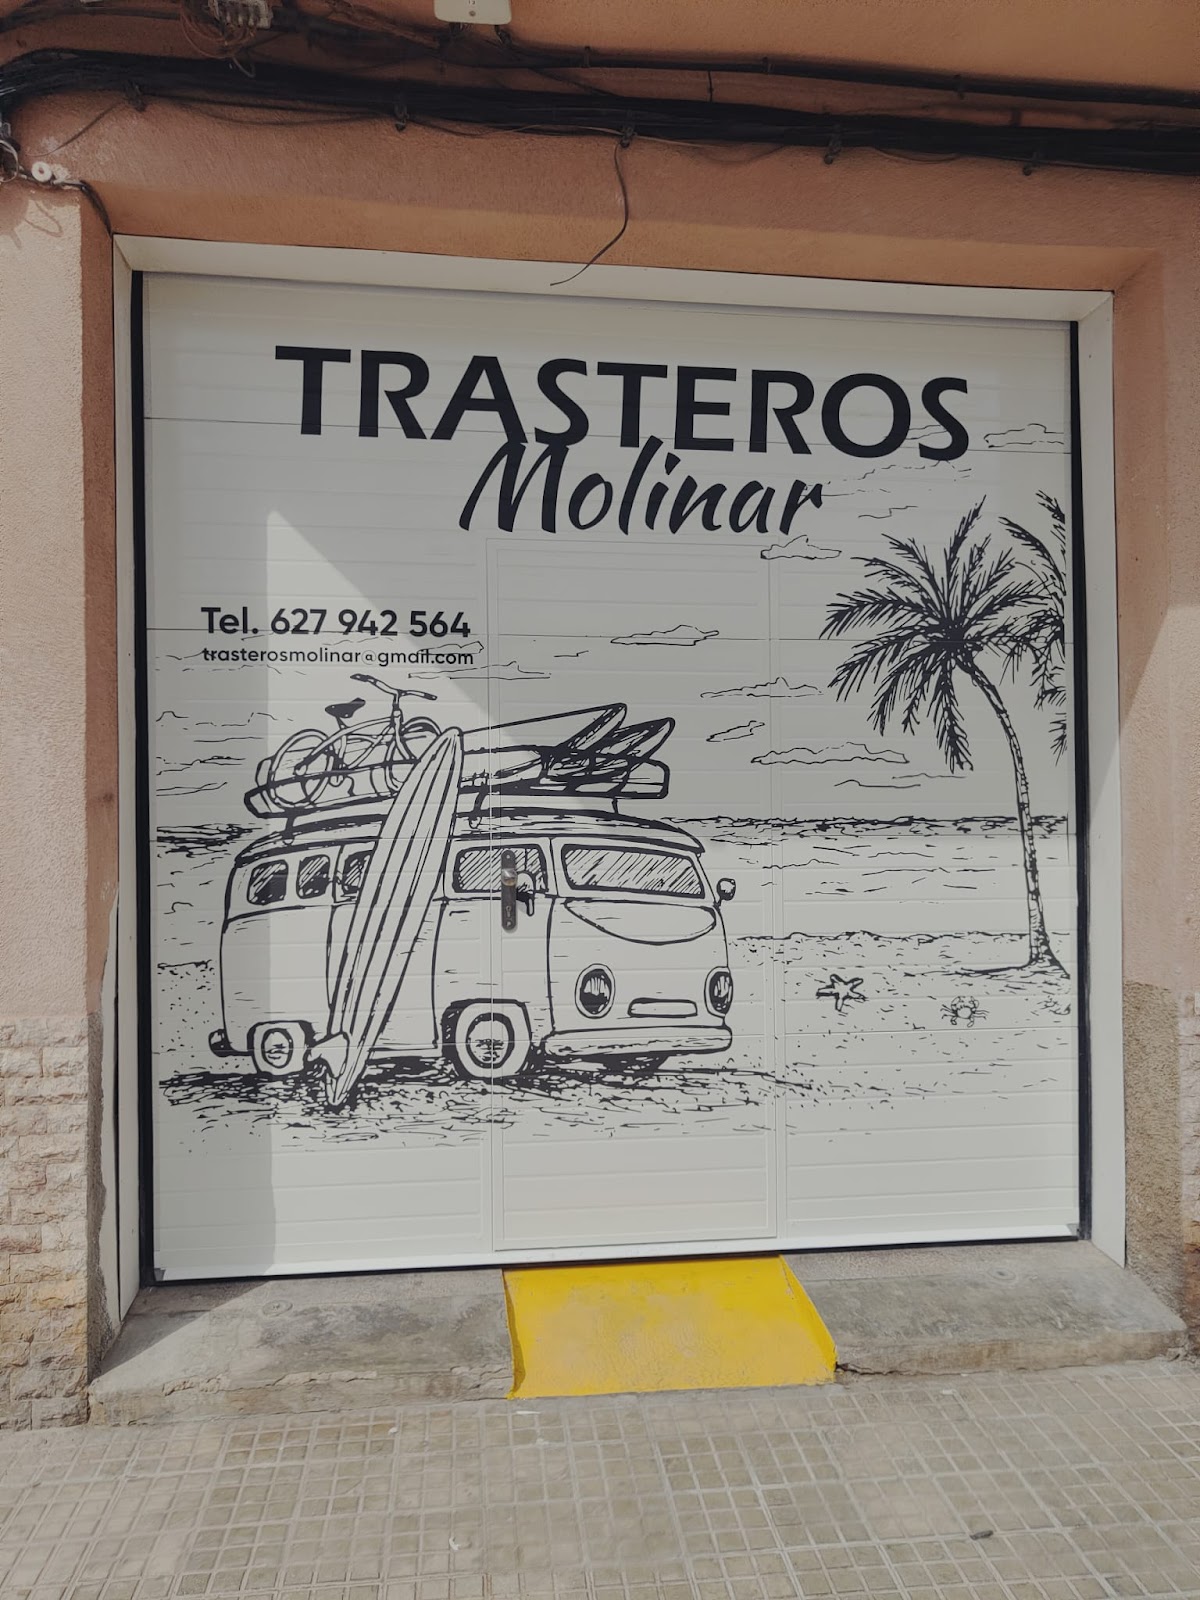 TRASTEROS
Molinar
Tel. 627 942 564
trasterosmolinar@gmail.com